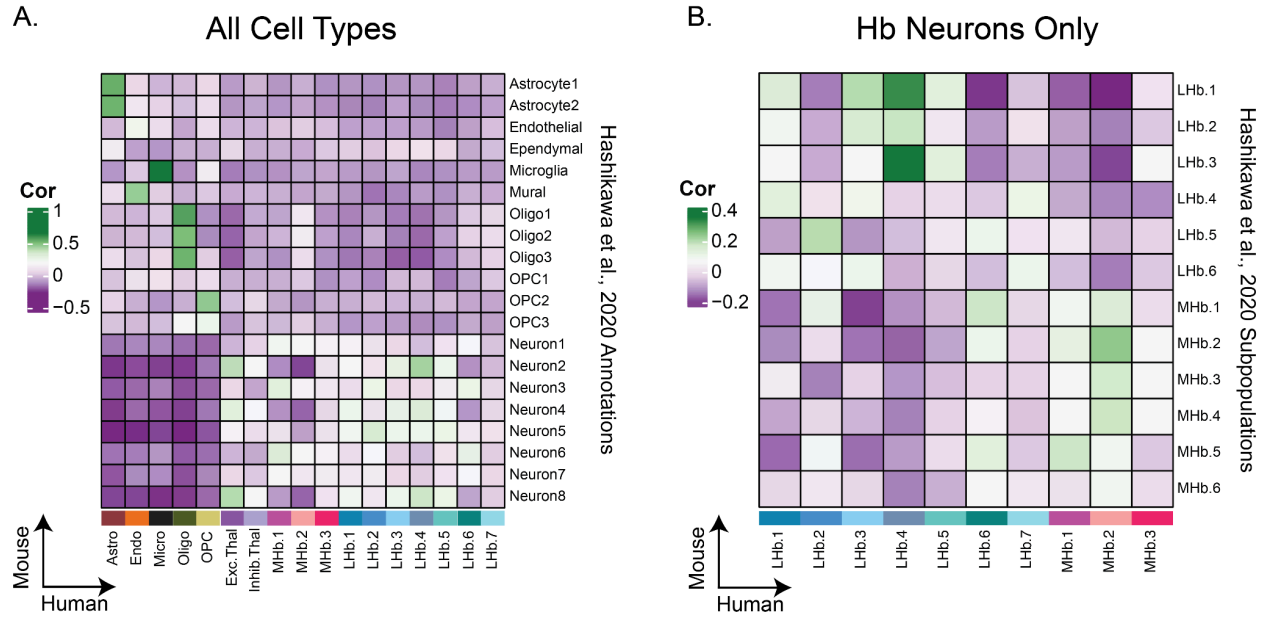 A.
All Cell Types
Cor
1
0.5
0
−0.5
Astrocyte1
Astrocyte2
Endothelial
Ependymal
Microglia
Mural
Oligo1
Oligo2
Oligo3
OPC1
OPC2
OPC3
Neuron1
Neuron2
Neuron3
Neuron4
Neuron5
Neuron6
Neuron7
Neuron8
Hashikawa et al., 2020 Annotations
Astro
Endo
Micro
Oligo
OPC
Exc.Thal
Inhib.Thal
MHb.1
MHb.2
MHb.3
LHb.1
LHb.2
LHb.3
LHb.4
LHb.5
LHb.6
LHb.7
Mouse
Human
B.
Hb Neurons Only
Cor
0.4
0.2
0
−0.2
LHb.1
LHb.2
LHb.3
LHb.4
LHb.5
LHb.6
MHb.1
MHb.2
MHb.3
MHb.4
MHb.5
MHb.6
Hashikawa et al., 2020 Subpopulations
LHb.1
LHb.2
LHb.3
LHb.4
LHb.5
LHb.6
LHb.7
MHb.1
MHb.2
MHb.3
Mouse
Human